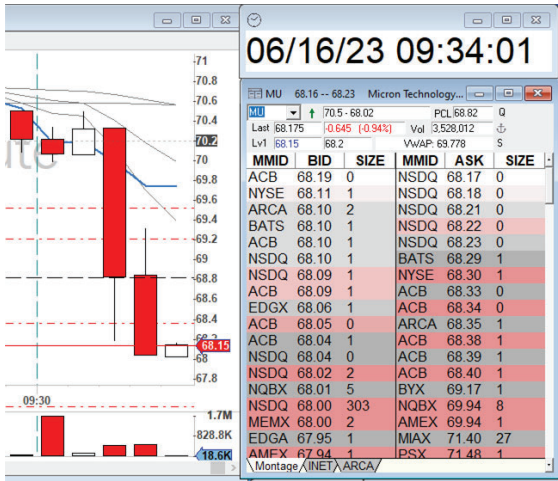 06/16/23 09:34:01
71
70.8
70.6
70.4
70.2
70
69.8
69.6
69.4
69.2
69
68.8
68.6
68.4
68.2
68.15
68
67.8
09:30
1.7M
828.8K
18.6K
MU 68.16 -- 68.23 Micron Technology...
MU 70.5 - 68.02 PCL 68.82 Q
Last 68.175 -0.645 (-0.94%) Vol 3,528,012
Lv1 68.15 68.2 VWAP: 69.778 S
MMID BID SIZE MMID ASK SIZE
ACB 68.19 0 NSDQ 68.17 0
NYSE 68.11 1 NSDQ 68.18 0
ARCA 68.10 2 NSDQ 68.21 0
BATS 68.10 1 NSDQ 68.22 0
ACB 68.10 1 NSDQ 68.23 0
NSDQ 68.10 1 BATS 68.29 1
NSDQ 68.09 1 NYSE 68.30 1
ACB 68.09 1 ACB 68.33 0
EDGX 68.06 1 ACB 68.34 0
ACB 68.05 0 ARCA 68.35 1
ACB 68.04 1 ACB 68.38 1
NSDQ 68.04 0 ACB 68.39 1
NSDQ 68.02 2 ACB 68.40 1
NQBX 68.01 5 BYX 69.17 1
NSDQ 68.00 303 NQBX 69.94 8
MEMX 68.00 2 AMEX 69.94 1
EDGA 67.95 1 MIAX 71.40 27
AMEX 67.94 1 PSX 71.48 1
Montage INET ARCA